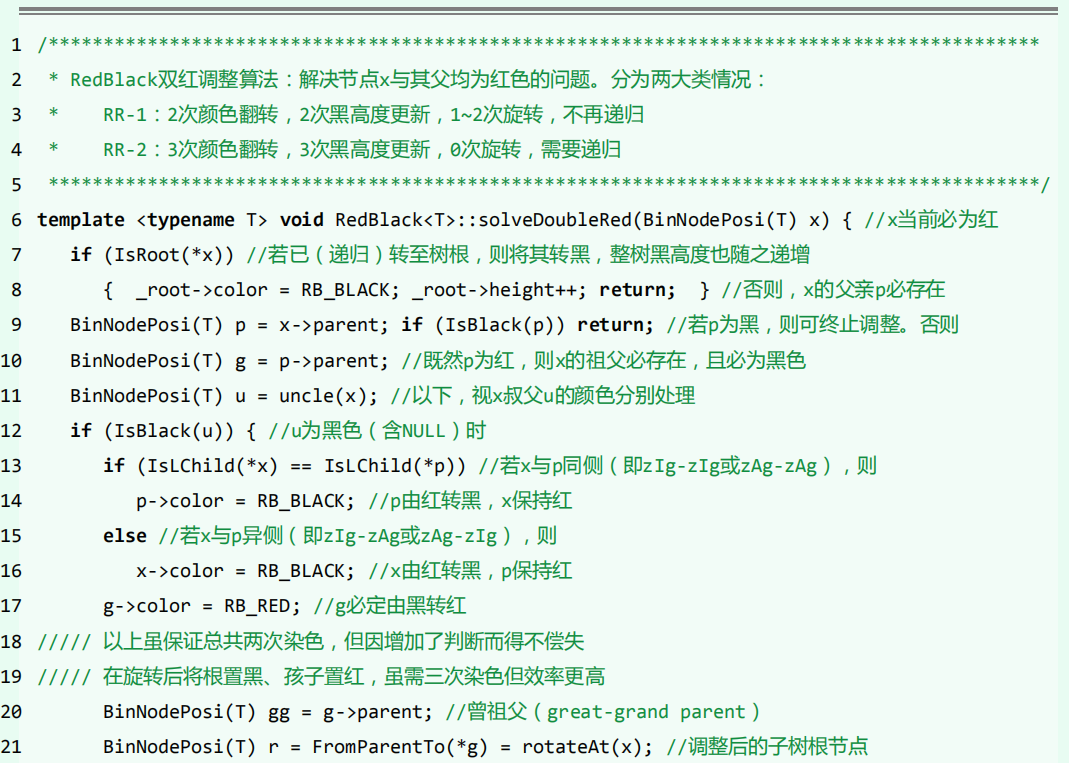 1 /******************************************************************************************
2  * RedBlack双红调整算法：解决节点x与其父均为红色的问题。分为两大类情况：
3  *    RR-1：2次颜色翻转，2次黑高度更新，1~2次旋转，不再递归
4  *    RR-2：3次颜色翻转，3次黑高度更新，0次旋转，需要递归
5  ******************************************************************************************/
6 template <typename T> void RedBlack<T>::solveDoubleRed(BinNodePosi(T) x) { //x当前必为红
7    if (IsRoot(*x)) //若已（递归）转至树根，则将其转黑，整树黑高度也随之递增
8       {  _root->color = RB_BLACK; _root->height++; return;  } //否则，x的父亲p必存在
9    BinNodePosi(T) p = x->parent; if (IsBlack(p)) return; //若p为黑，则可终止调整。否则
10    BinNodePosi(T) g = p->parent; //既然p为红，则x的祖父必存在，且必为黑色
11    BinNodePosi(T) u = uncle(x); //以下，视x叔父u的颜色分别处理
12    if (IsBlack(u)) { //u为黑色（含NULL）时
13       if (IsLChild(*x) == IsLChild(*p)) //若x与p同侧（即zIg-zIg或zAg-zAg），则
14          p->color = RB_BLACK; //p由红转黑，x保持红
15       else //若x与p异侧（即zIg-zAg或zAg-zIg），则
16          x->color = RB_BLACK; //x由红转黑，p保持红
17       g->color = RB_RED; //g必定由黑转红
18 ///// 以上虽保证总共两次染色，但因增加了判断而得不偿失
19 ///// 在旋转后将根置黑、孩子置红，虽需三次染色但效率更高
20       BinNodePosi(T) gg = g->parent; //曾祖父（great-grand parent）
21       BinNodePosi(T) r = FromParentTo(*g) = rotateAt(x); //调整后的子树根节点